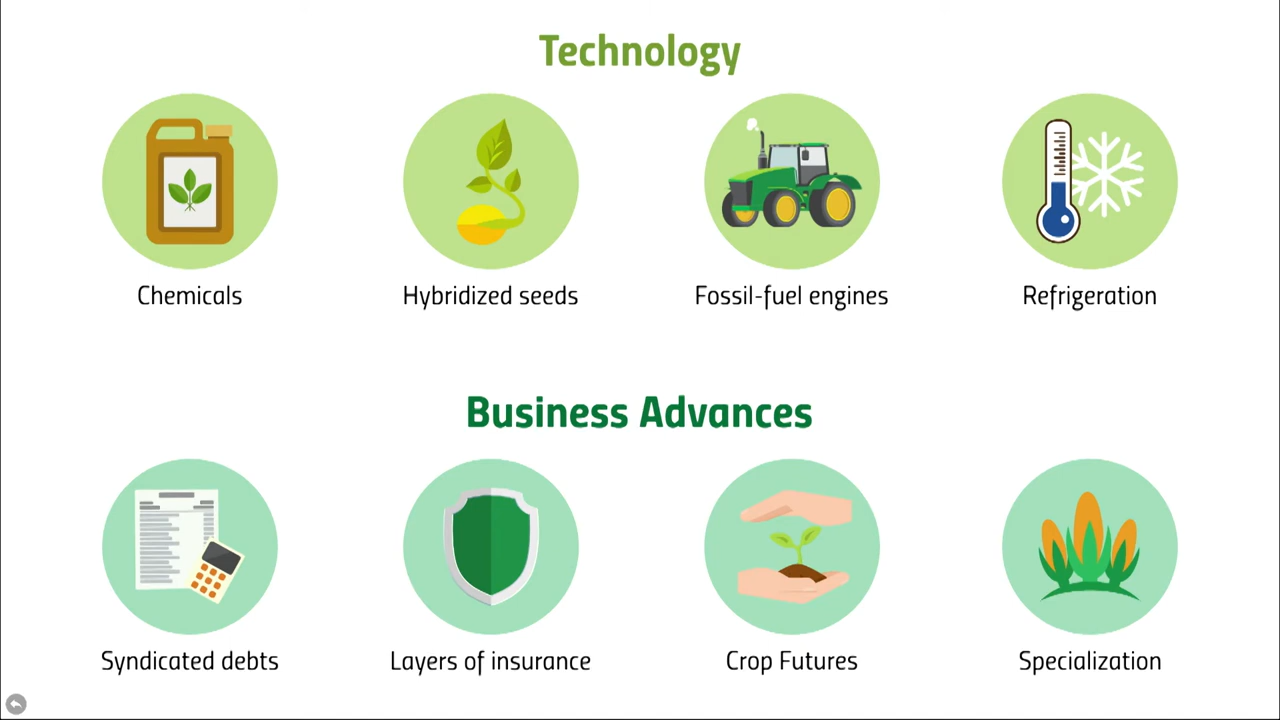 Technology
Chemicals
Hybridized seeds
Fossil-fuel engines
Refrigeration
Business Advances
Syndicated debts
Layers of insurance
Crop Futures
Specialization